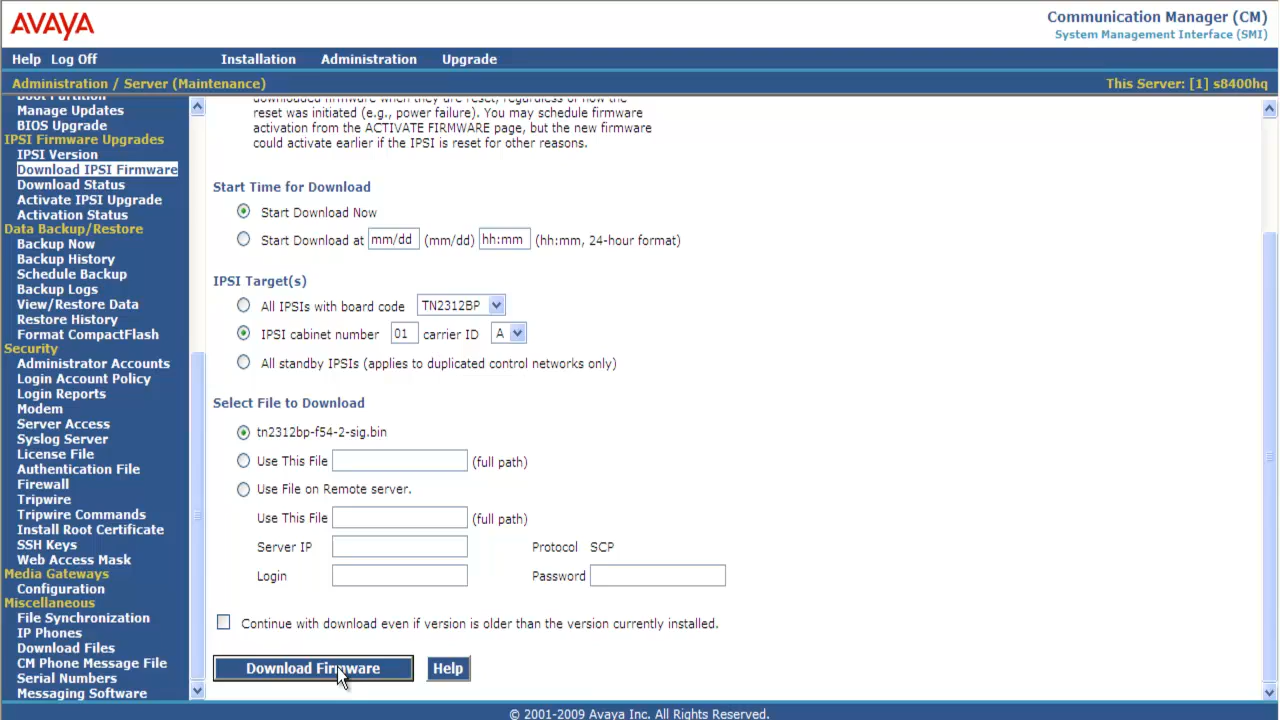 AVAYA
Communication Manager (CM)
System Management Interface (SMI)
Help Log Off Installation Administration Upgrade
Administration / Server (Maintenance)
This Server: [1] s8400hq
Boot Partition
Manage Updates
BIOS Upgrade
IPSI Firmware Upgrades
IPSI Version
Download IPSI Firmware
Download Status
Activate IPSI Upgrade
Activation Status
Data Backup/Restore
Backup Now
Backup History
Schedule Backup
Backup Logs
View/Restore Data
Restore History
Format CompactFlash
Security
Administrator Accounts
Login Account Policy
Login Reports
Modem
Server Access
Syslog Server
License File
Authentication File
Firewall
Tripwire
Tripwire Commands
Install Root Certificate
SSH Keys
Web Access Mask
Media Gateways
Configuration
Miscellaneous
File Synchronization
IP Phones
Download Files
CM Phone Message File
Serial Numbers
Messaging Software
downloaded firmware when they are reset, regardless of how the
reset was initiated (e.g., power failure). You may schedule firmware
activation from the ACTIVATE FIRMWARE page, but the new firmware
could activate earlier if the IPSI is reset for other reasons.
Start Time for Download
Start Download Now
Start Download at mm/dd (mm/dd) hh:mm (hh:mm, 24-hour format)
IPSI Target(s)
All IPSIs with board code TN2312BP
IPSI cabinet number 01 carrier ID A
All standby IPSIs (applies to duplicated control networks only)
Select File to Download
tn2312bp-f54-2-sig.bin
Use This File (full path)
Use File on Remote server.
Use This File (full path)
Server IP Protocol SCP
Login Password
Continue with download even if version is older than the version currently installed.
Download Firmware Help
© 2001-2009 Avaya Inc. All Rights Reserved.